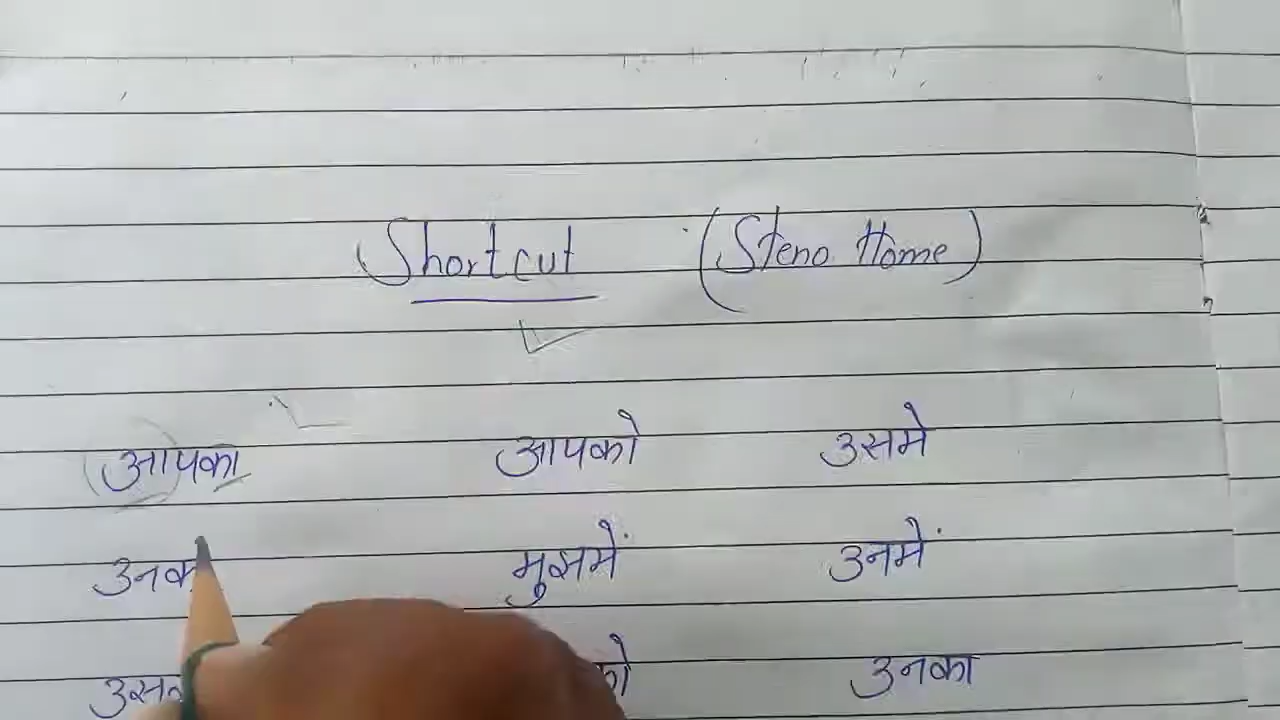 Shortcut (Steno Home)
आपका आपको उसमे
मुझमें उनमें
उनका